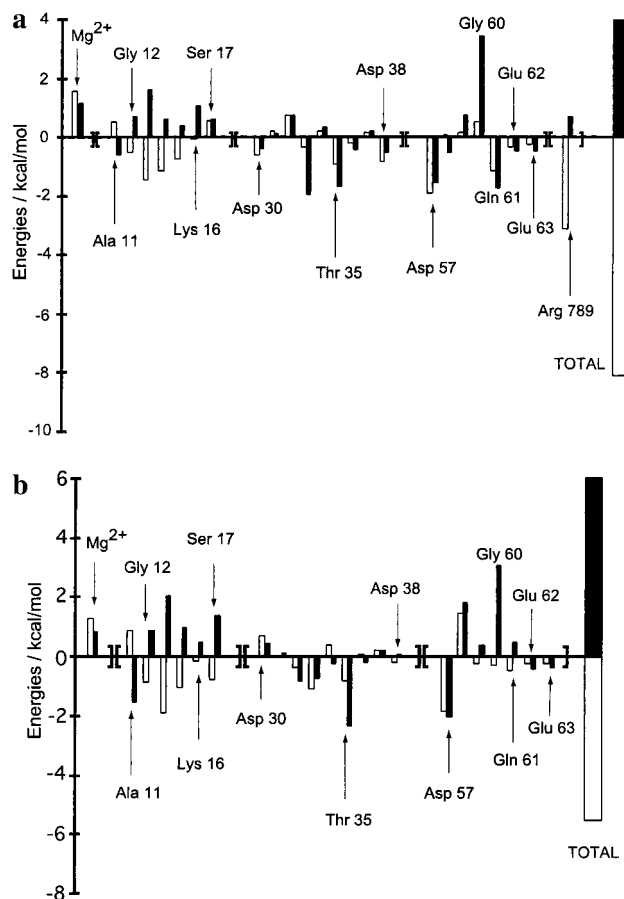 a
4
2
0
-2
-4
-6
-8
-10
Energies / kcal/mol
Mg2+
Gly 12
Ser 17
Asp 38
Gly 60
Glu 62
Ala 11
Lys 16
Asp 30
Thr 35
Asp 57
Gln 61
Glu 63
Arg 789
TOTAL
b
6
4
2
0
-2
-4
-6
-8
Energies / kcal/mol
Mg2+
Gly 12
Ser 17
Asp 38
Gly 60
Glu 62
Ala 11
Lys 16
Asp 30
Thr 35
Asp 57
Gln 61
Glu 63
TOTAL